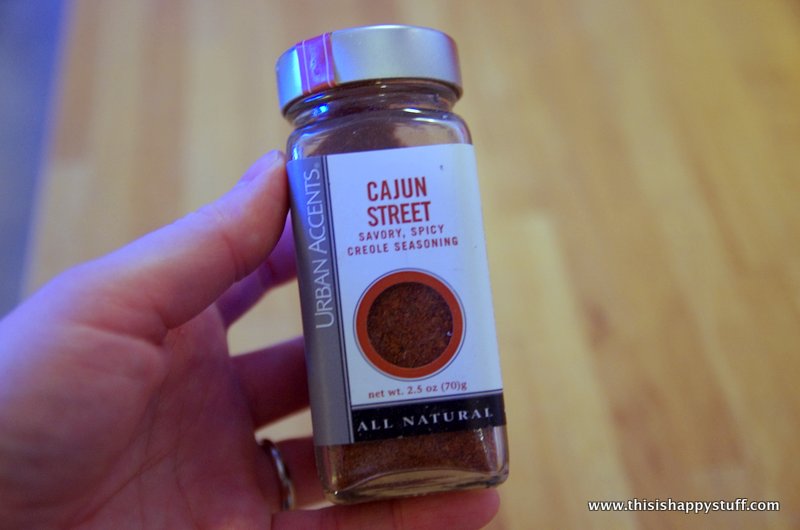 URBAN ACCENTS®
CAJUN
STREET
SAVORY, SPICY
CREOLE SEASONING
net wt. 2.5 oz (70)g
ALL NATURAL
www.thisishappystuff.com